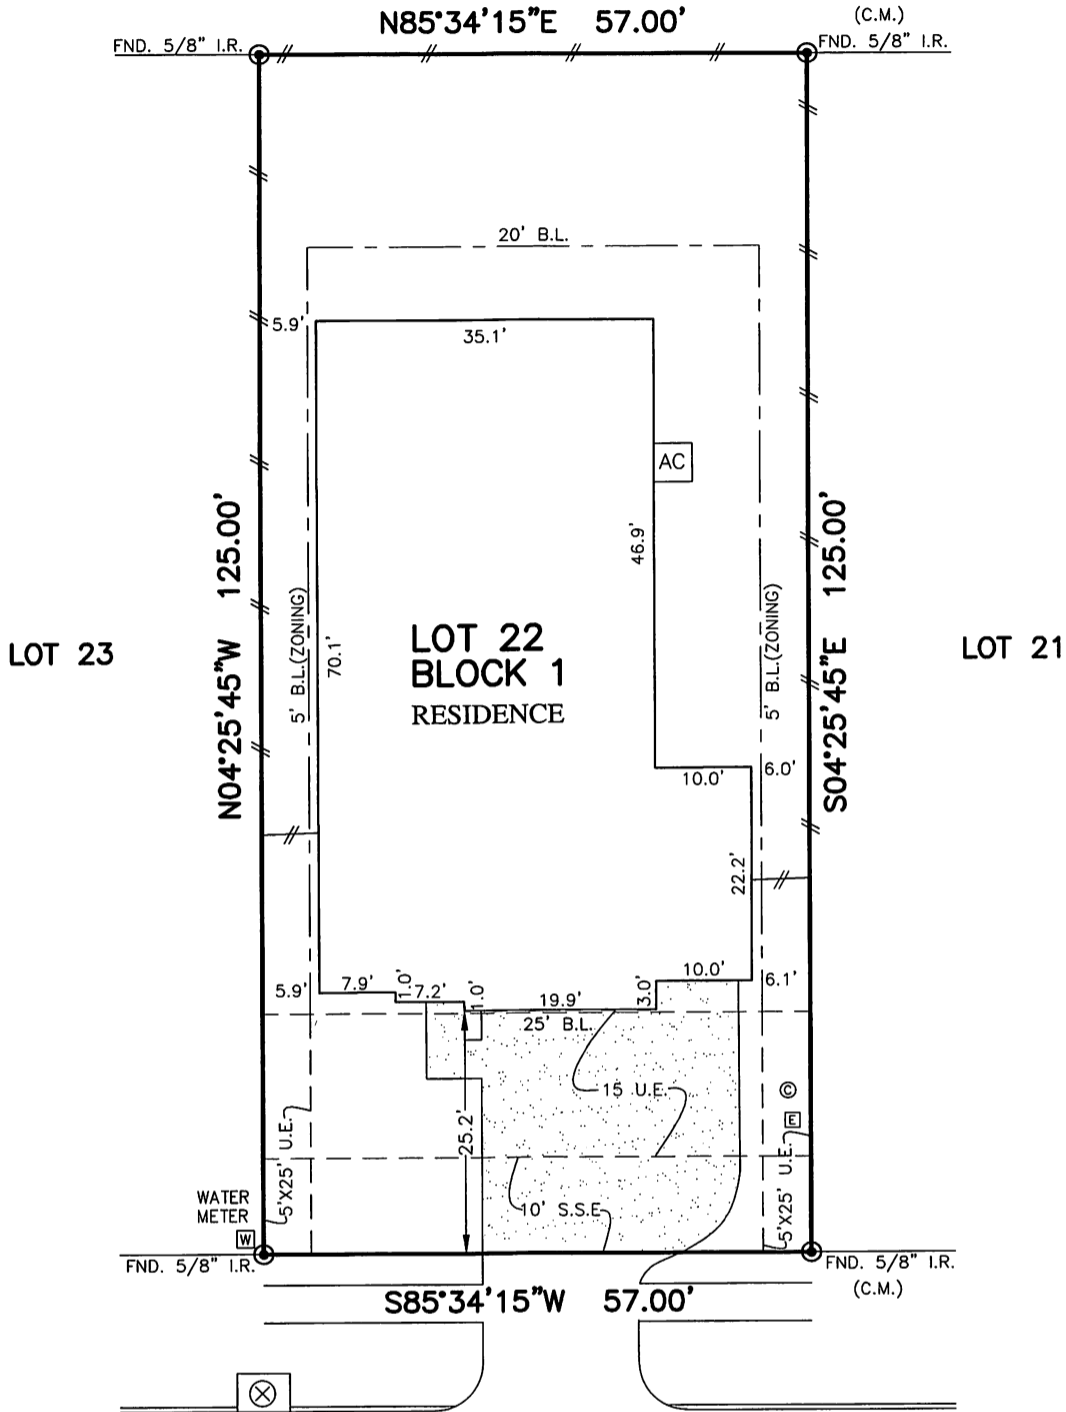 N85°34'15"E 57.00'
(C.M.)
FND. 5/8" I.R.
FND. 5/8" I.R.
20' B.L.
5.9'
35.1'
AC
46.9'
N04°25'45"W 125.00'
S04°25'45"E 125.00'
5' B.L.(ZONING)
5' B.L.(ZONING)
70.1'
LOT 23
LOT 22
BLOCK 1
RESIDENCE
LOT 21
10.0'
6.0'
22.2'
5.9'
7.9'
1.0'
7.2'
1.0'
19.9'
3.0'
10.0'
6.1'
25' B.L.
15 U.E.
25.2'
©
E
5'X25' U.E.
5'X25' U.E.
10' S.S.E
WATER
METER
W
FND. 5/8" I.R.
FND. 5/8" I.R.
(C.M.)
S85°34'15"W 57.00'